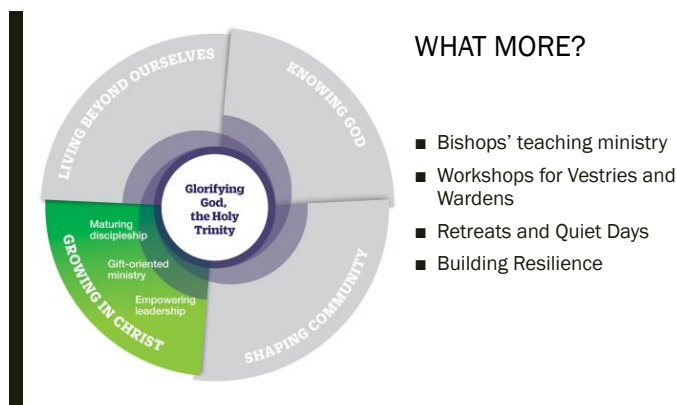 LIVING BEYOND OURSELVES
KNOWING GOD
Glorifying
God,
the Holy
Trinity
Maturing
discipleship
Gift-oriented
ministry
Empowering
leadership
GROWING IN CHRIST
SHAPING COMMUNITY
WHAT MORE?
■ Bishops’ teaching ministry
■ Workshops for Vestries and
Wardens
■ Retreats and Quiet Days
■ Building Resilience